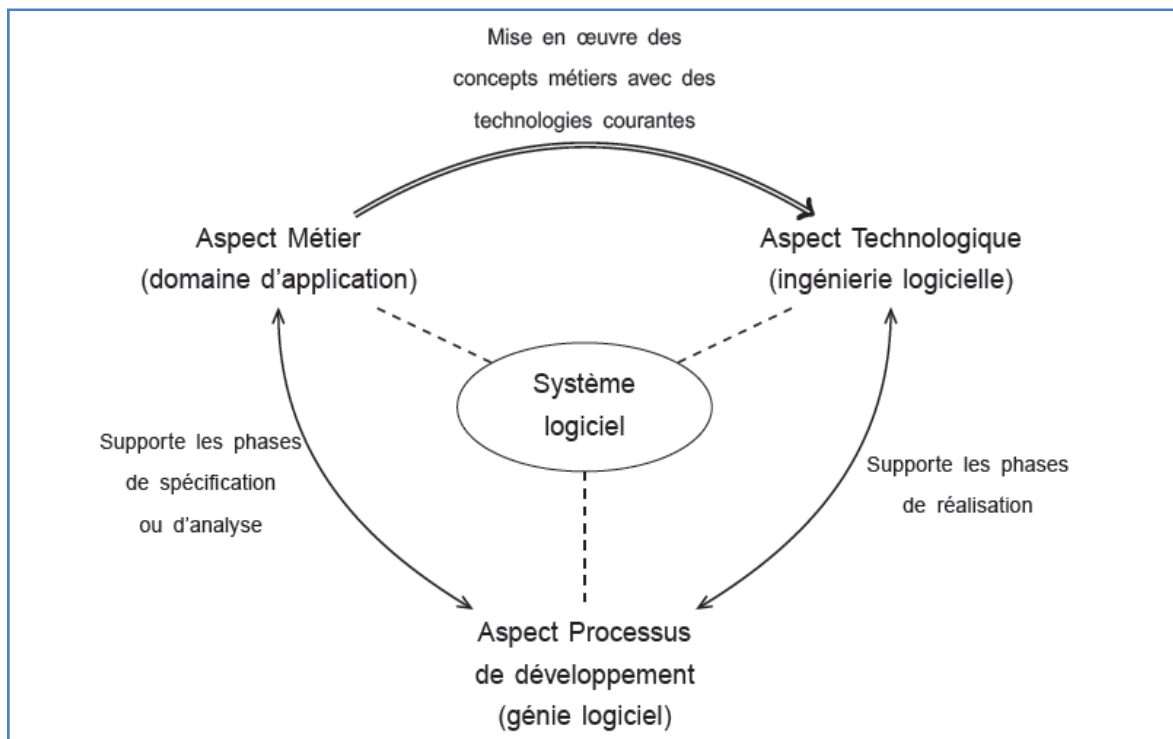 Mise en œuvre des
concepts métiers avec des
technologies courantes
Aspect Métier
(domaine d'application)
Aspect Technologique
(ingénierie logicielle)
Système
logiciel
Supporte les phases
de spécification
ou d'analyse
Supporte les phases
de réalisation
Aspect Processus
de développement
(génie logiciel)